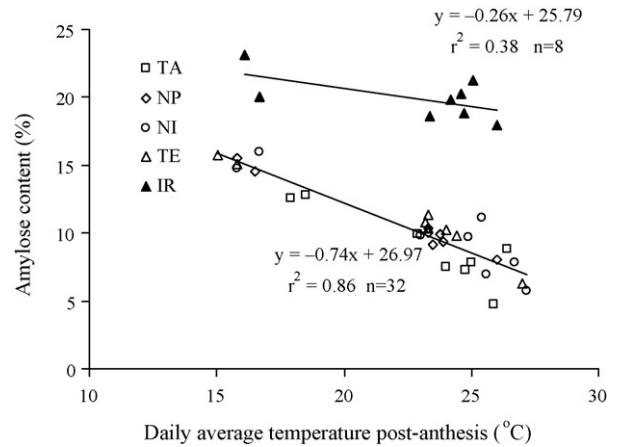 y = –0.26x + 25.79
r² = 0.38 n=8
25
20
15
10
5
0
Amylose content (%)
TA
NP
NI
TE
IR
y = –0.74x + 26.97
r² = 0.86 n=32
10 15 20 25 30
Daily average temperature post-anthesis (°C)